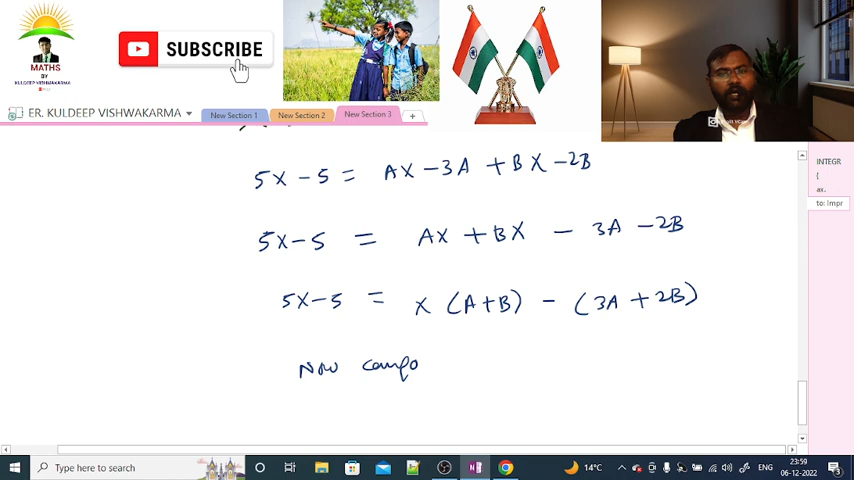 MATHS
BY
KULDEEP VISHWAKARMA
SUBSCRIBE
ER. KULDEEP VISHWAKARMA
New Section 1
New Section 2
New Section 3
+
INTEGR
{
ax.
to: Impr
5X - 5 = AX - 3A + BX - 2B
5X - 5 = AX + BX - 3A - 2B
5X - 5 = X (A + B) - (3A + 2B)
Now compo
Type here to search
14°C
ENG
23:59
06-12-2022
3